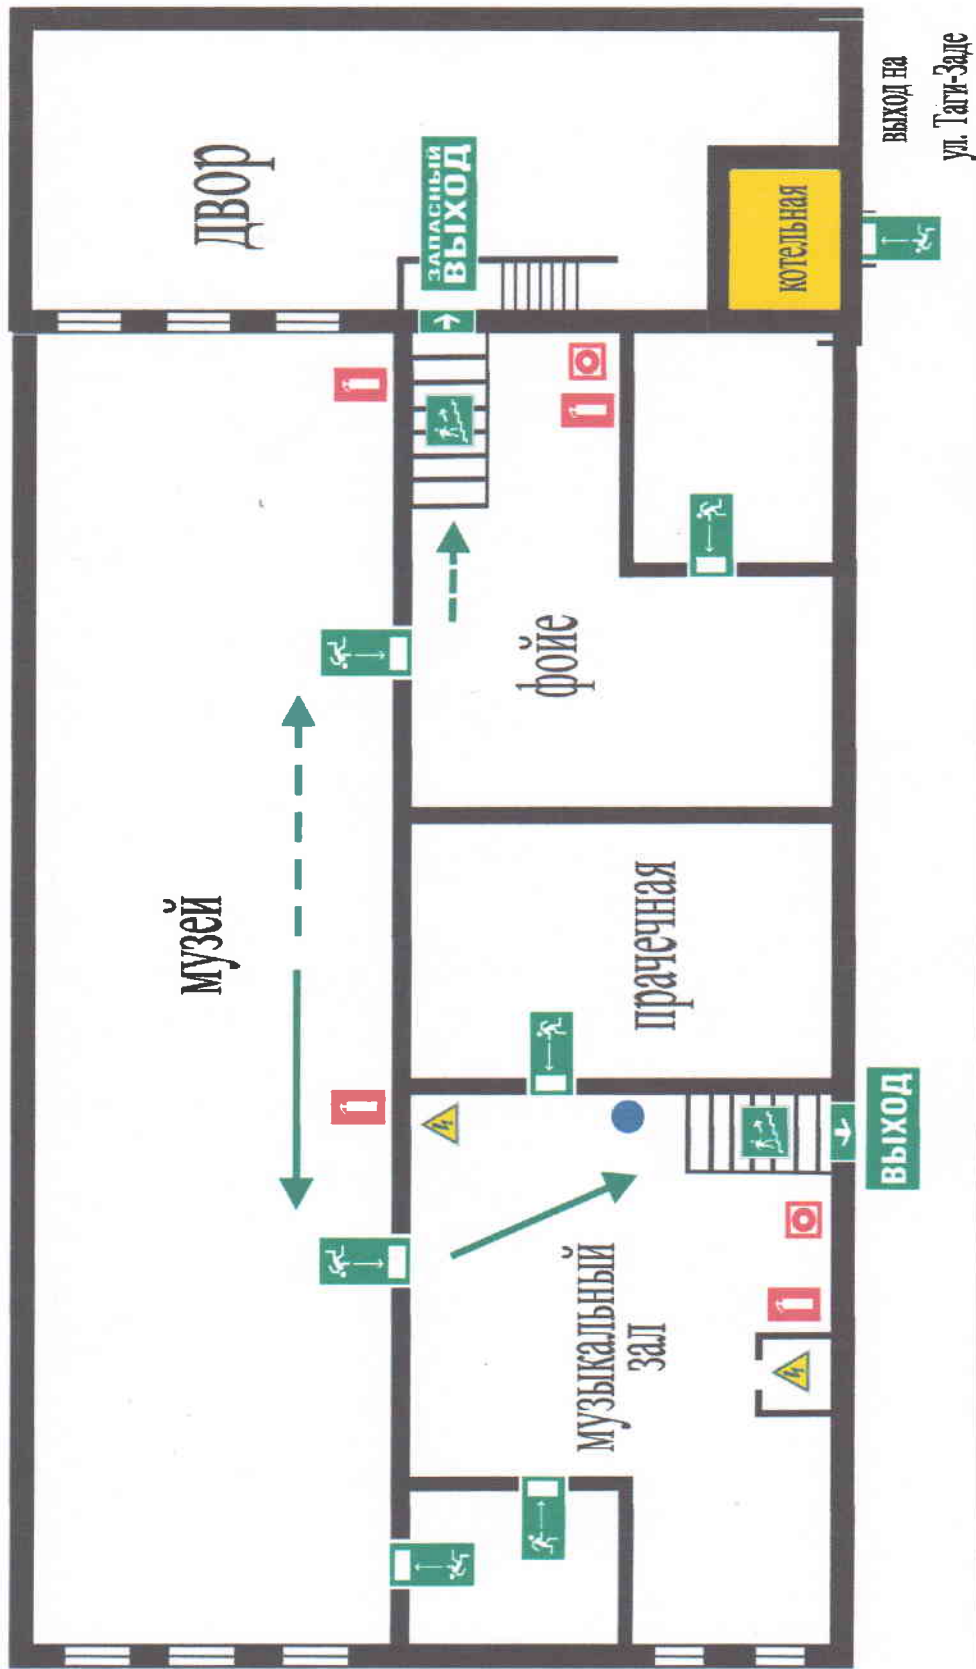 музей
двор
ЗАПАСНЫЙ
ВЫХОД
фойе
котельная
прачечная
музыкальный
зал
ВЫХОД
выход на
ул. Таги-Заде